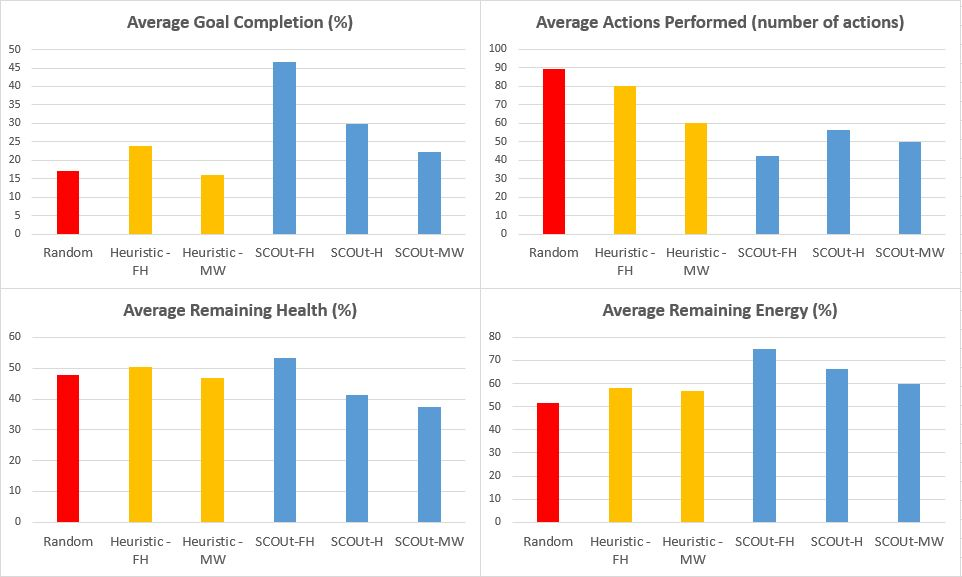 Average Goal Completion (%)
50
45
40
35
30
25
20
15
10
5
0
Random
Heuristic -
FH
Heuristic -
MW
SCOUt-FH
SCOUt-H
SCOUt-MW
Average Actions Performed (number of actions)
100
90
80
70
60
50
40
30
20
10
0
Random
Heuristic -
FH
Heuristic -
MW
SCOUt-FH
SCOUt-H
SCOUt-MW
Average Remaining Health (%)
60
50
40
30
20
10
0
Random
Heuristic -
FH
Heuristic -
MW
SCOUt-FH
SCOUt-H
SCOUt-MW
Average Remaining Energy (%)
80
70
60
50
40
30
20
10
0
Random
Heuristic -
FH
Heuristic -
MW
SCOUt-FH
SCOUt-H
SCOUt-MW